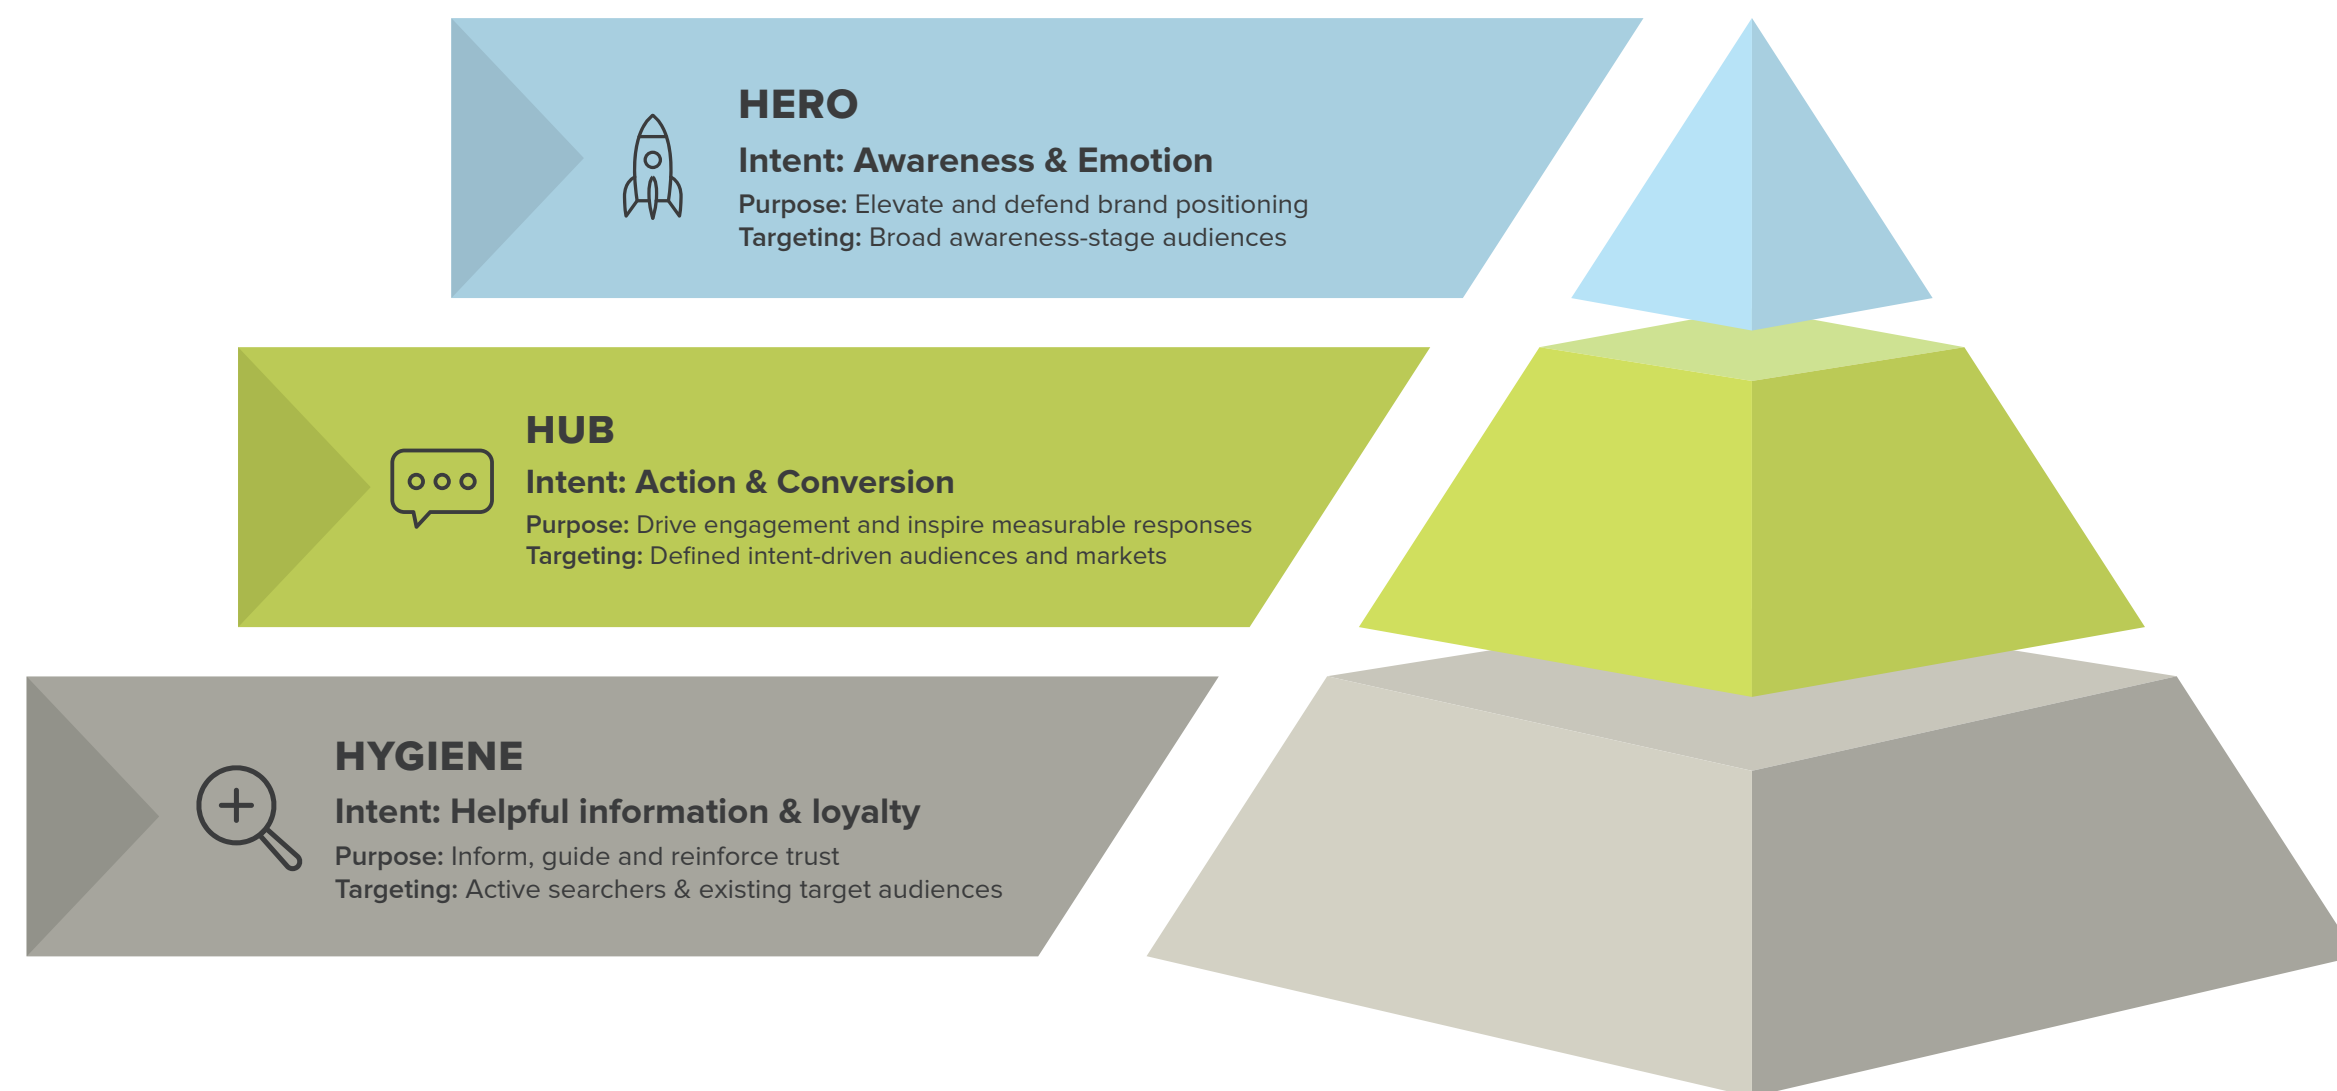 HERO
Intent: Awareness & Emotion
Purpose: Elevate and defend brand positioning
Targeting: Broad awareness-stage audiences
HUB
Intent: Action & Conversion
Purpose: Drive engagement and inspire measurable responses
Targeting: Defined intent-driven audiences and markets
HYGIENE
Intent: Helpful information & loyalty
Purpose: Inform, guide and reinforce trust
Targeting: Active searchers & existing target audiences